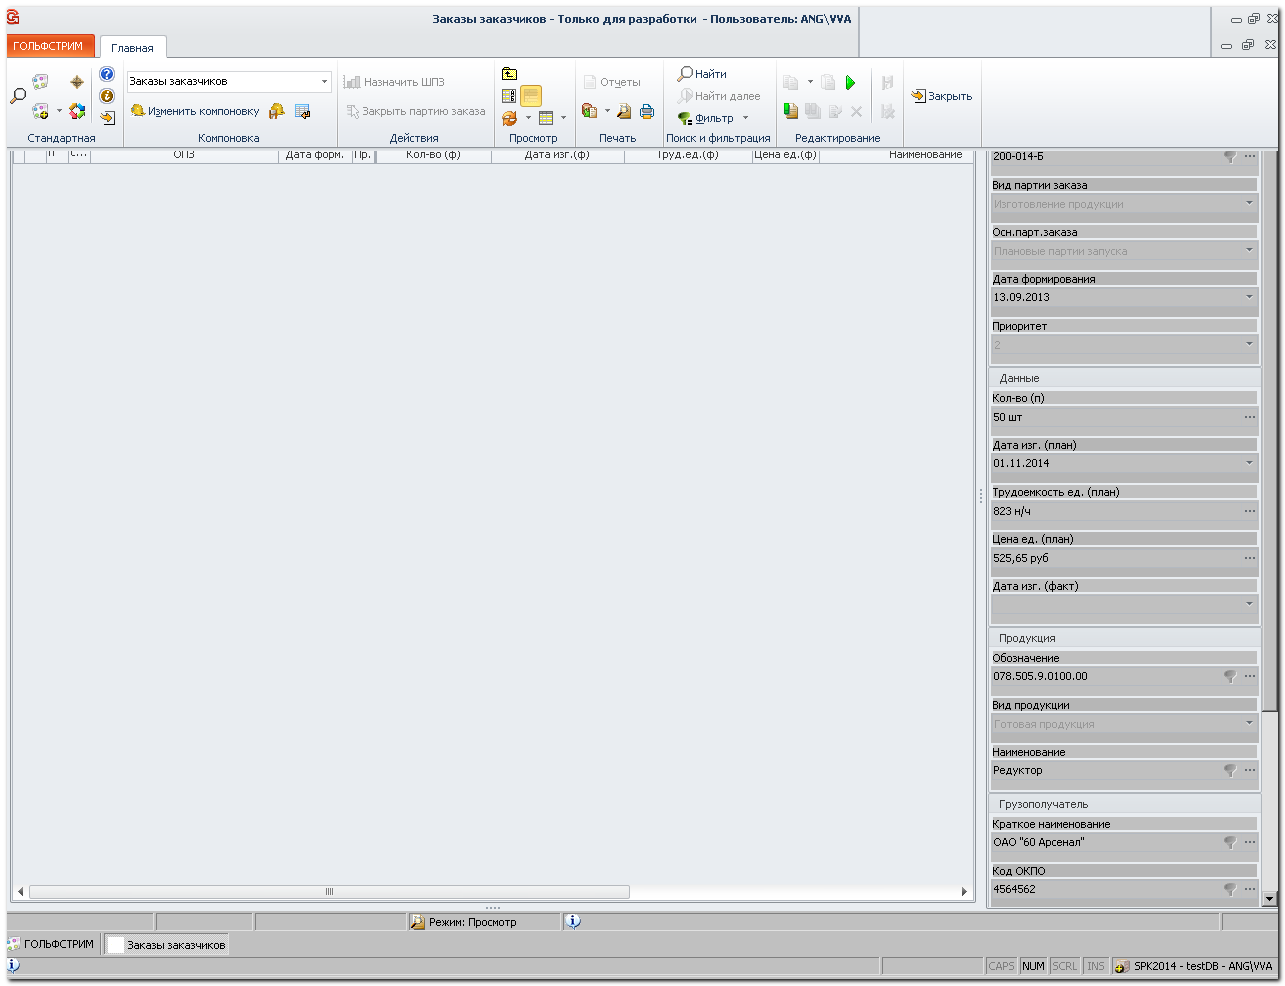 Заказы заказчиков - Только для разработки - Пользователь: ANG\VVA
ГОЛЬФСТРИМ
Главная
Заказы заказчиков
Изменить компоновку
Назначить ШПЗ
Закрыть партию заказа
Отчеты
Найти
Найти далее
Фильтр
Закрыть
Стандартная
Компоновка
Действия
Просмотр
Печать
Поиск и фильтрация
Редактирование
П С... ОПЗ Дата форм. Пр. Кол-во (ф) Дата изг.(ф) Труд.ед.(ф) Цена ед.(ф) Наименование
200-014-Б
Вид партии заказа
Изготовление продукции
Осн.парт.заказа
Плановые партии запуска
Дата формирования
13.09.2013
Приоритет
2
Данные
Кол-во (п)
50 шт
Дата изг. (план)
01.11.2014
Трудоемкость ед. (план)
823 н/ч
Цена ед. (план)
525,65 руб
Дата изг. (факт)
Продукция
Обозначение
078.505.9.0100.00
Вид продукции
Готовая продукция
Наименование
Редуктор
Грузополучатель
Краткое наименование
ОАО "60 Арсенал"
Код ОКПО
4564562
Режим: Просмотр
ГОЛЬФСТРИМ
Заказы заказчиков
CAPS NUM SCRL INS SPK2014 - testDB - ANG\VVA